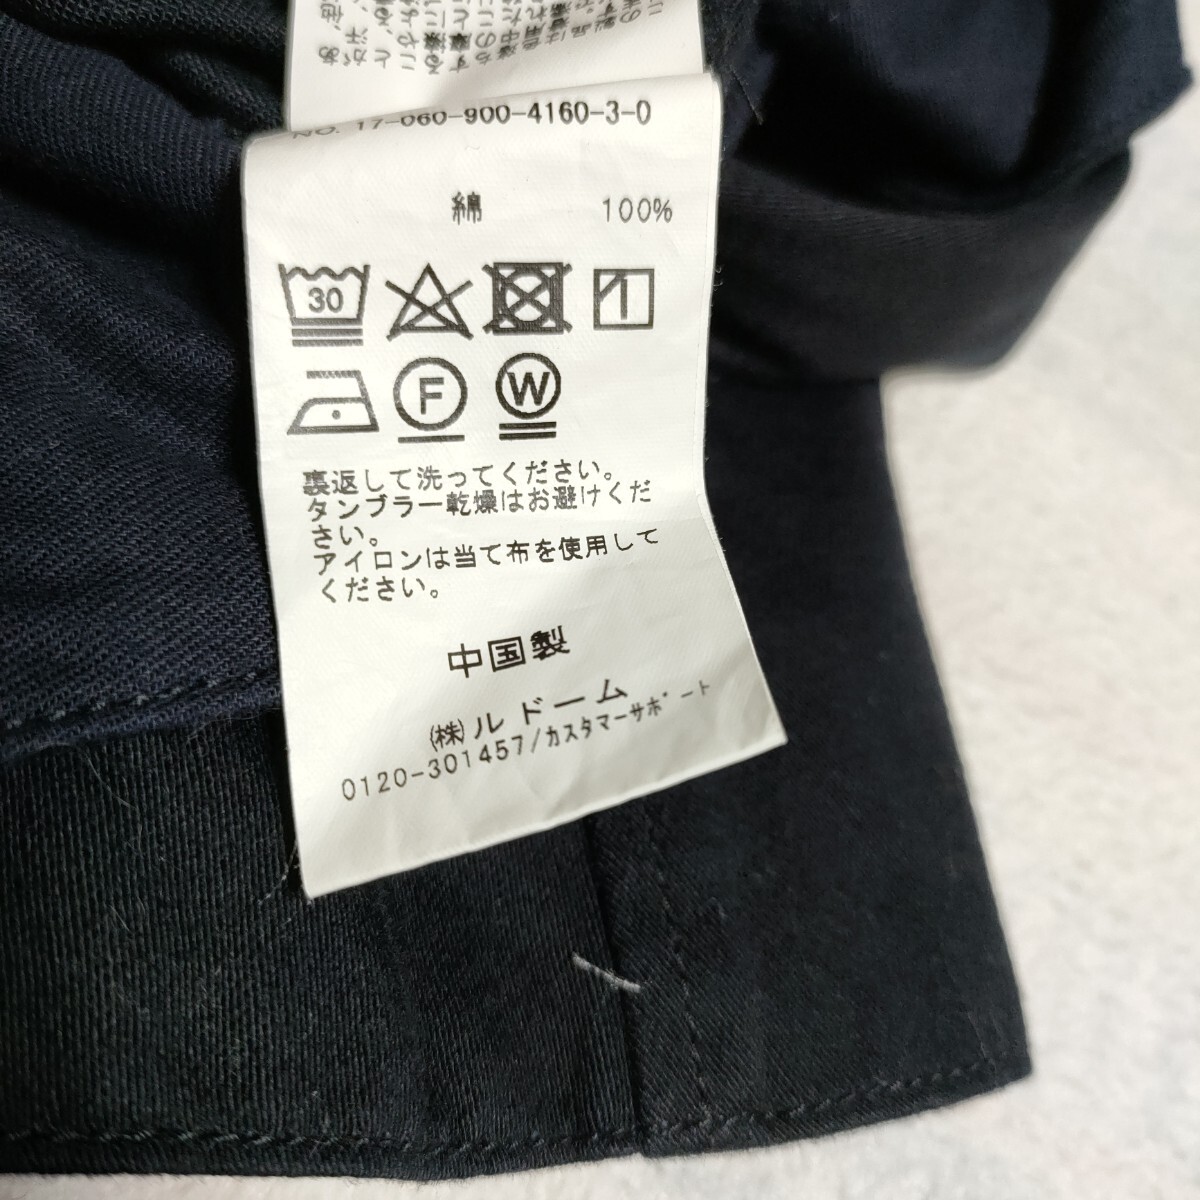 NO. 17-060-900-4160-3-0
綿 100%
30
F W
裏返して洗ってください。
タンブラー乾燥はお避けくだ
さい。
アイロンは当て布を使用して
ください。
中国製
(株)ルドーム
0120-301457/カスタマーサポート